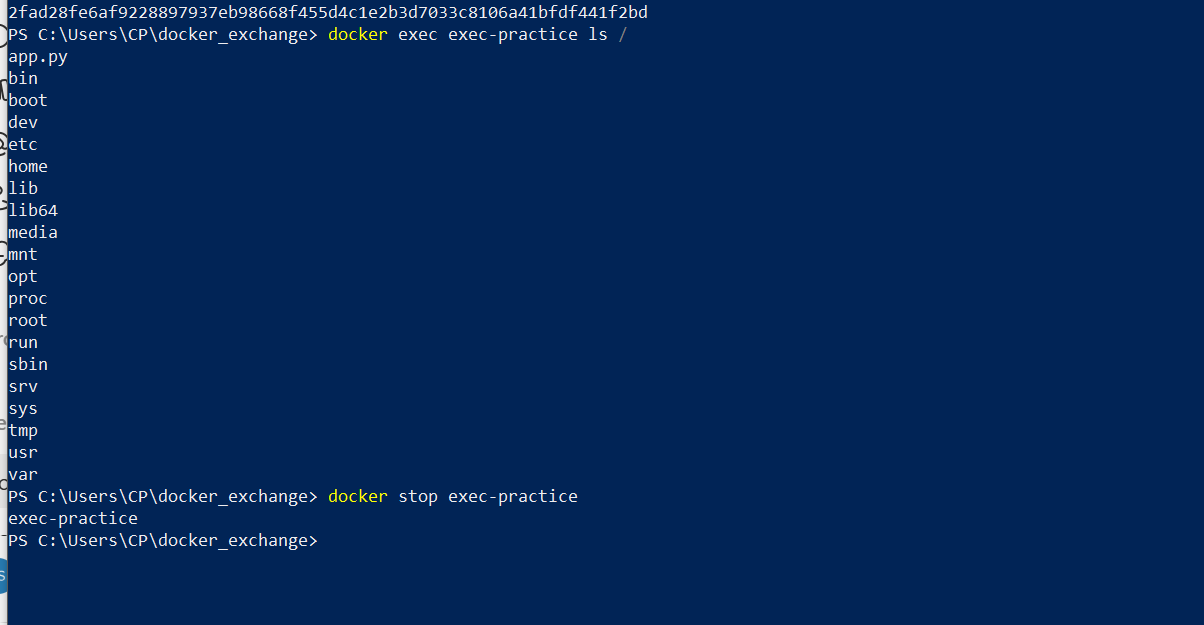 2fad28fe6af9228897937eb98668f455d4c1e2b3d7033c8106a41bfdf441f2bd
PS C:\Users\CP\docker_exchange> docker exec exec-practice ls /
app.py
bin
boot
dev
etc
home
lib
lib64
media
mnt
opt
proc
root
run
sbin
srv
sys
tmp
usr
var
PS C:\Users\CP\docker_exchange> docker stop exec-practice
exec-practice
PS C:\Users\CP\docker_exchange>